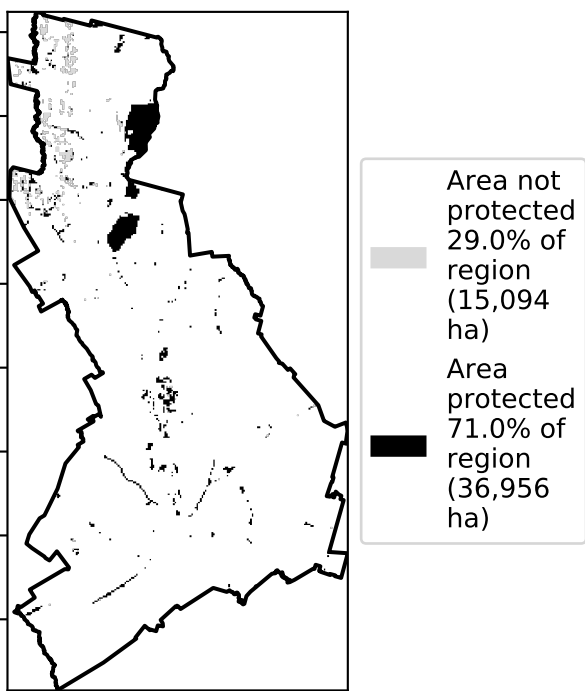 Area not
protected
29.0% of
region
(15,094
ha)
Area
protected
71.0% of
region
(36,956
ha)